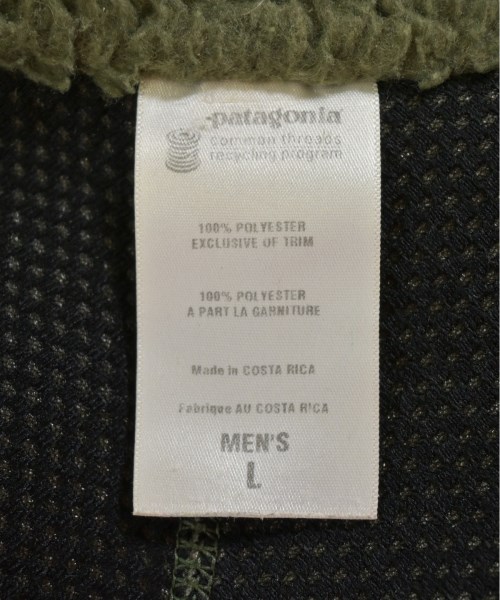 patagonia
common threads
recycling program
100% POLYESTER
EXCLUSIVE OF TRIM
100% POLYESTER
A PART LA GARNITURE
Made in COSTA RICA
Fabrique AU COSTA RICA
MEN'S
L